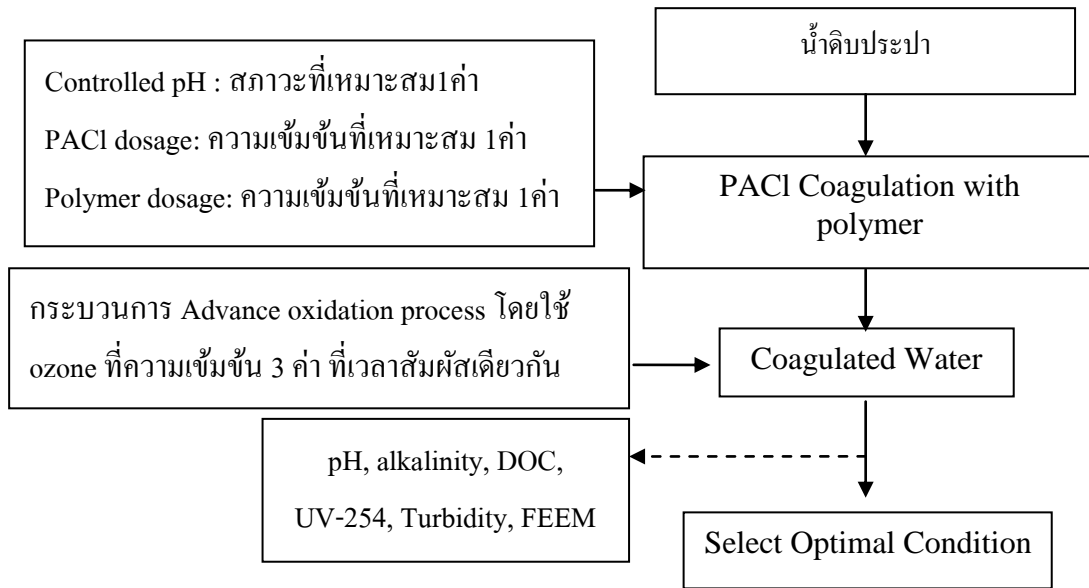 น้ำดิบประปา
Controlled pH : สภาวะที่เหมาะสม1ค่า
PACl dosage: ความเข้มข้นที่เหมาะสม 1ค่า
Polymer dosage: ความเข้มข้นที่เหมาะสม 1ค่า
PACl Coagulation with
polymer
กระบวนการ Advance oxidation process โดยใช้
ozone ที่ความเข้มข้น 3 ค่า ที่เวลาสัมผัสเดียวกัน
Coagulated Water
pH, alkalinity, DOC,
UV-254, Turbidity, FEEM
Select Optimal Condition